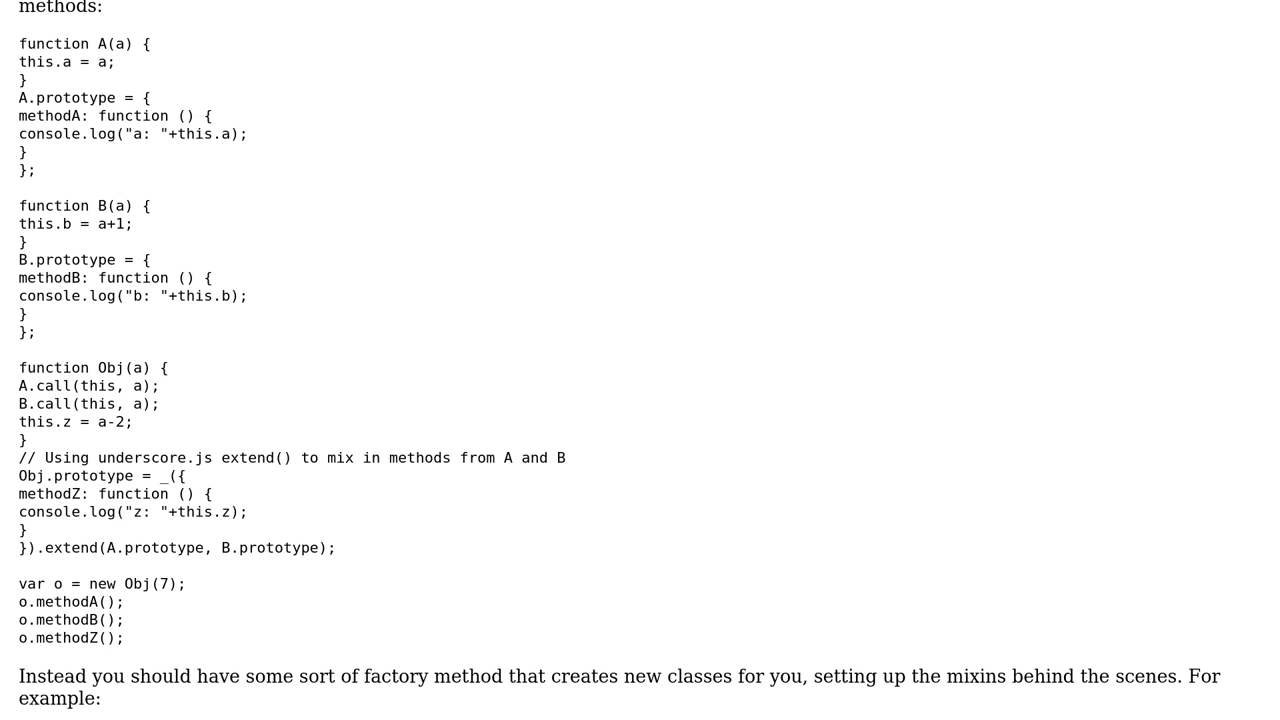 methods:
function A(a) {
this.a = a;
}
A.prototype = {
methodA: function () {
console.log("a: "+this.a);
}
};
function B(a) {
this.b = a+1;
}
B.prototype = {
methodB: function () {
console.log("b: "+this.b);
}
};
function Obj(a) {
A.call(this, a);
B.call(this, a);
this.z = a-2;
}
// Using underscore.js extend() to mix in methods from A and B
Obj.prototype = _({
methodZ: function () {
console.log("z: "+this.z);
}
}).extend(A.prototype, B.prototype);
var o = new Obj(7);
o.methodA();
o.methodB();
o.methodZ();
Instead you should have some sort of factory method that creates new classes for you, setting up the mixins behind the scenes. For
example: